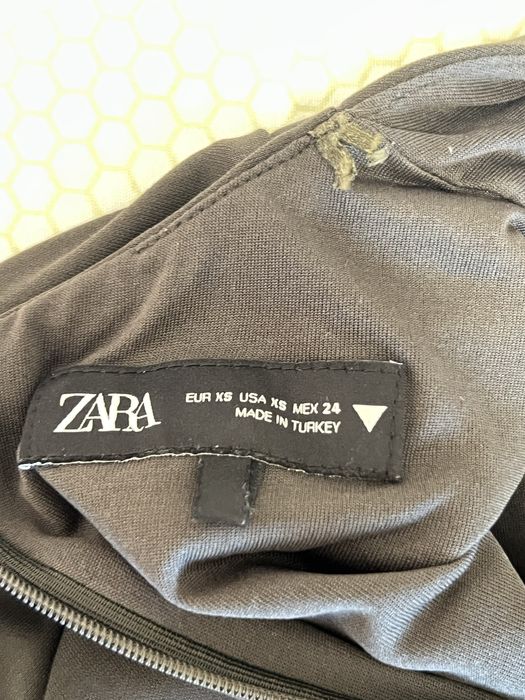 ZARA
EUR XS USA XS MEX 24
MADE IN TURKEY